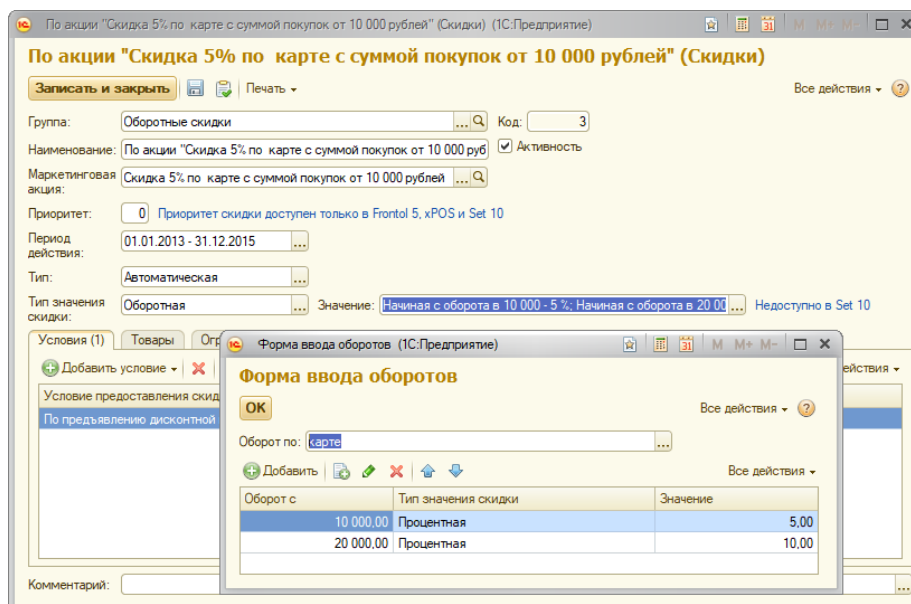 По акции "Скидка 5% по карте с суммой покупок от 10 000 рублей" (Скидки) (1С:Предприятие)
M M+ M-
По акции "Скидка 5% по карте с суммой покупок от 10 000 рублей" (Скидки)
Записать и закрыть Печать Все действия
Группа: Оборотные скидки Код: 3
Наименование: По акции "Скидка 5% по карте с суммой покупок от 10 000 руб Активность
Маркетинговая акция: Скидка 5% по карте с суммой покупок от 10 000 рублей
Приоритет: 0 Приоритет скидки доступен только в Frontol 5, xPOS и Set 10
Период действия: 01.01.2013 - 31.12.2015
Тип: Автоматическая
Тип значения скидки: Оборотная Значение: Начиная с оборота в 10 000 - 5 %; Начиная с оборота в 20 00 Недоступно в Set 10
Условия (1) Товары Огр
Добавить условие ействия
Условие предоставления скид
По предъявлению дисконтной
Форма ввода оборотов (1С:Предприятие) M M+ M-
Форма ввода оборотов
ОК Все действия
Оборот по: карте
Добавить Все действия
Оборот с Тип значения скидки Значение
10 000,00 Процентная 5,00
20 000,00 Процентная 10,00
Комментарий: